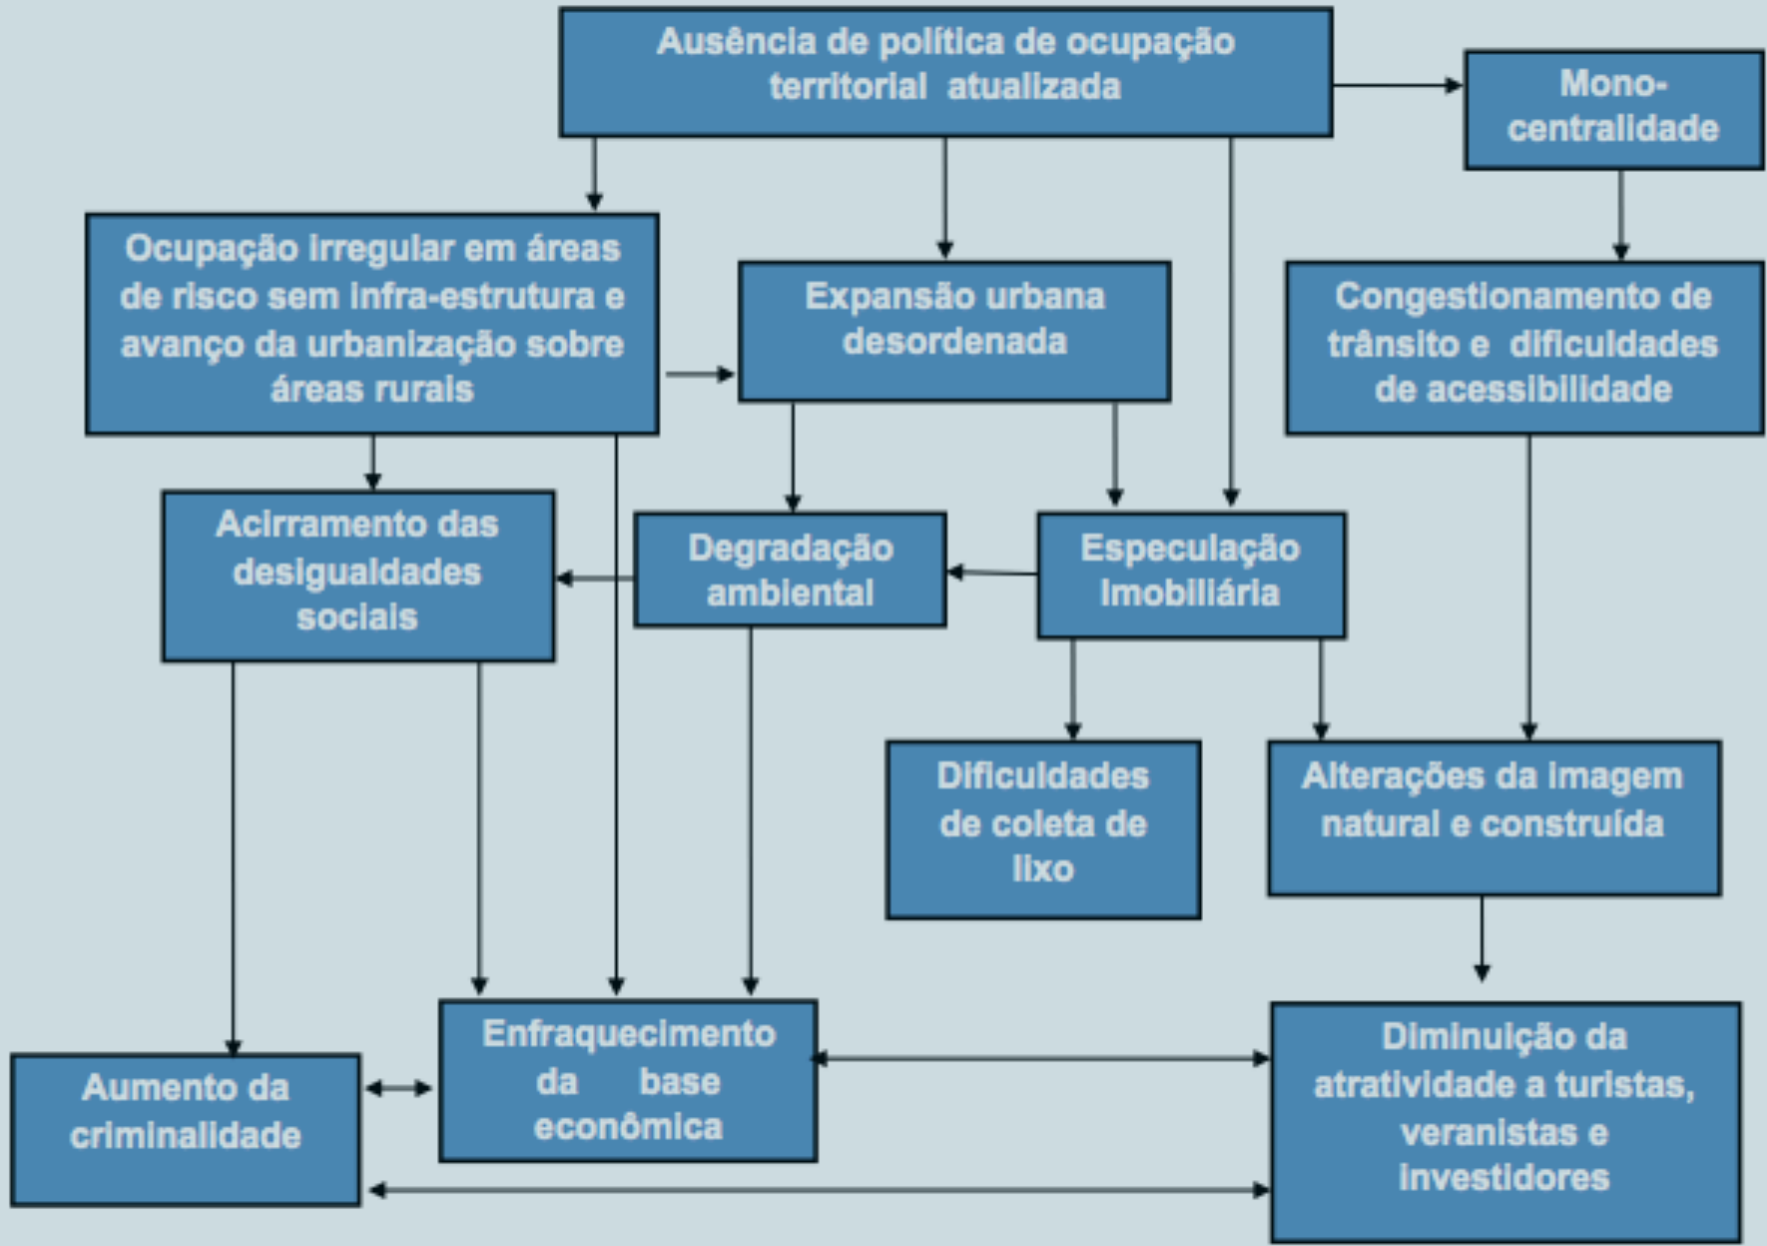 Ausência de política de ocupação
territorial atualizada
Mono-
centralidade
Ocupação irregular em áreas
de risco sem infra-estrutura e
avanço da urbanização sobre
áreas rurais
Expansão urbana
desordenada
Congestionamento de
trânsito e dificuldades
de acessibilidade
Acirramento das
desigualdades
sociais
Degradação
ambiental
Especulação
Imobiliária
Dificuldades
de coleta de
lixo
Alterações da imagem
natural e construída
Enfraquecimento
da base
econômica
Diminuição da
atratividade a turistas,
veranistas e
investidores
Aumento da
criminalidade